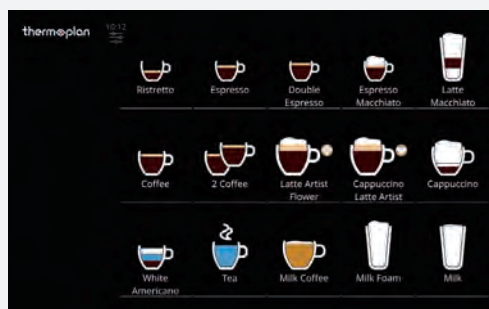 thermoplan
10:12
Ristretto
Espresso
Double
Espresso
Espresso
Macchiato
Latte
Macchiato
Coffee
2 Coffee
Latte Artist
Flower
Cappuccino
Latte Artist
Cappuccino
White
Americano
Tea
Milk Coffee
Milk Foam
Milk